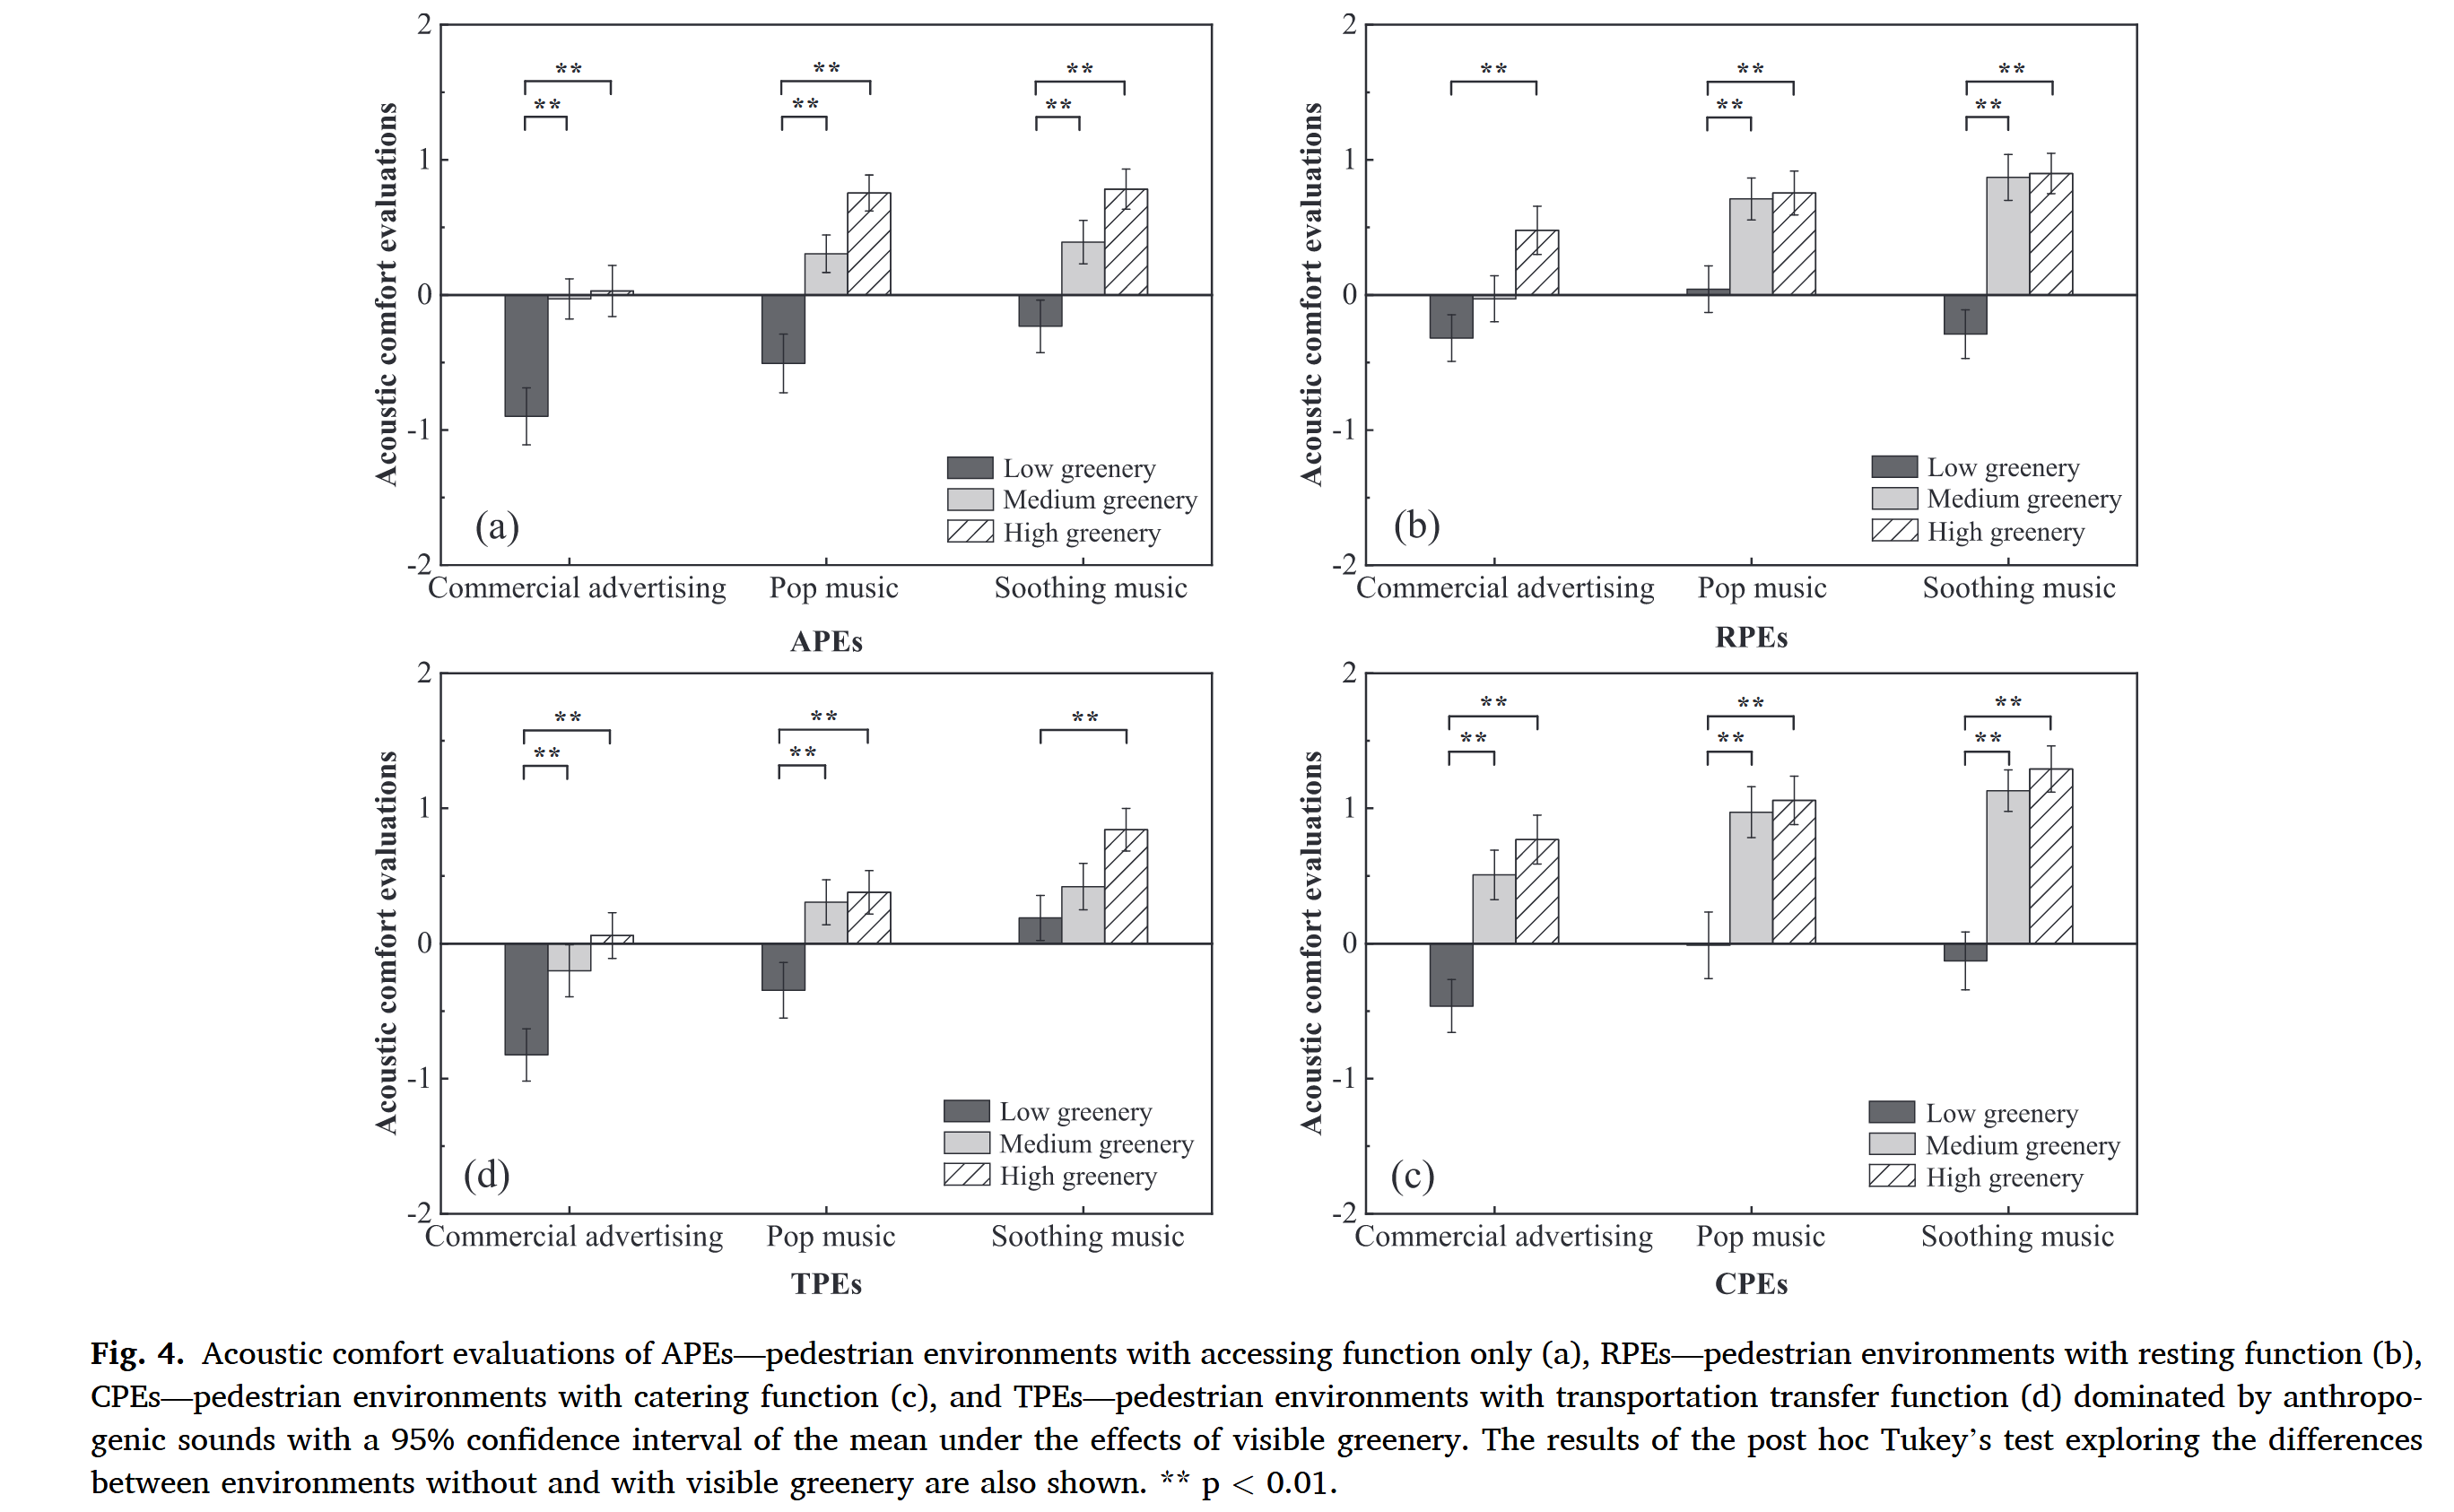 2
1
0
-1
-2
Acoustic comfort evaluations
**
**
**
**
**
**
Low greenery
Medium greenery
High greenery
(a)
Commercial advertising
Pop music
Soothing music
APEs
2
1
0
-1
-2
Acoustic comfort evaluations
**
**
**
**
**
Low greenery
Medium greenery
High greenery
(b)
Commercial advertising
Pop music
Soothing music
RPEs
2
1
0
-1
-2
Acoustic comfort evaluations
**
**
**
**
**
Low greenery
Medium greenery
High greenery
(d)
Commercial advertising
Pop music
Soothing music
TPEs
2
1
0
-1
-2
Acoustic comfort evaluations
**
**
**
**
**
**
Low greenery
Medium greenery
High greenery
(c)
Commercial advertising
Pop music
Soothing music
CPEs
Fig. 4. Acoustic comfort evaluations of APEs—pedestrian environments with accessing function only (a), RPEs—pedestrian environments with resting function (b),
CPEs—pedestrian environments with catering function (c), and TPEs—pedestrian environments with transportation transfer function (d) dominated by anthropo-
genic sounds with a 95% confidence interval of the mean under the effects of visible greenery. The results of the post hoc Tukey’s test exploring the differences
between environments without and with visible greenery are also shown. ** p < 0.01.